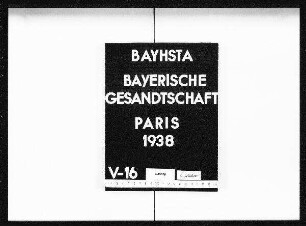 BAYHSTA
BAYERISCHE
GESANDTSCHAFT
PARIS
1938
V-16